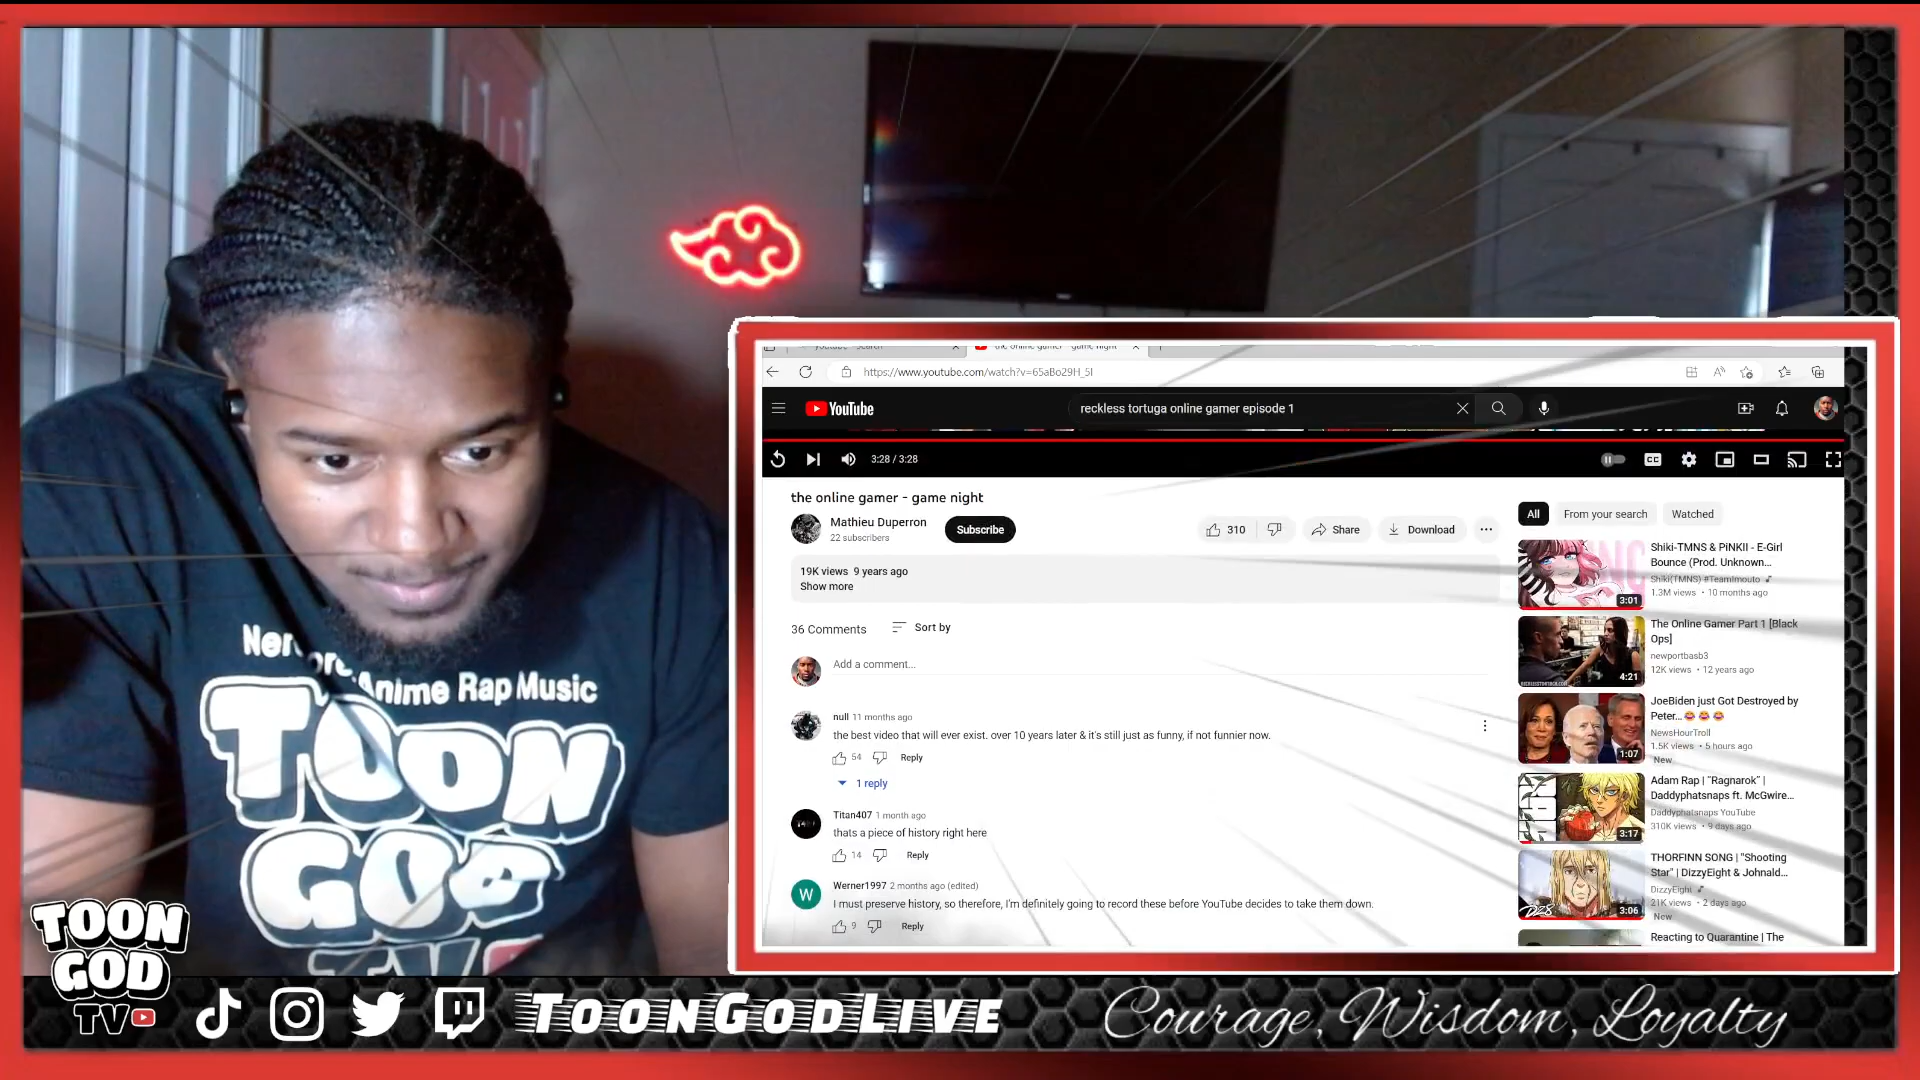 Nercore Anime Rap Music
TOON
GOD
TV
https://www.youtube.com/watch?v=65aBo29H_5I
YouTube
reckless tortuga online gamer episode 1
3:28 / 3:28
CC
the online gamer - game night
Mathieu Duperron
22 subscribers
Subscribe
310
Share
Download
19K views 9 years ago
Show more
36 Comments
Sort by
Add a comment...
null 11 months ago
the best video that will ever exist. over 10 years later & it's still just as funny, if not funnier now.
54
Reply
1 reply
Titan407 1 month ago
thats a piece of history right here
14
Reply
W
Werner1997 2 months ago (edited)
I must preserve history, so therefore, I'm definitely going to record these before YouTube decides to take them down.
9
Reply
All
From your search
Watched
Shiki-TMNS & PiNKII - E-Girl
Bounce (Prod. Unknown...
Shiki(TMNS) #TeamImouto
1.3M views • 10 months ago
3:01
The Online Gamer Part 1 [Black
Ops]
newportbasb3
12K views • 12 years ago
4:21
JoeBiden just Got Destroyed by
Peter...😂😂😂
NewsHourTroll
1.5K views • 5 hours ago
New
1:07
Adam Rap | "Ragnarok" |
Daddyphatsnaps ft. McGwire...
Daddyphatsnaps YouTube
310K views • 9 days ago
3:17
THORFINN SONG | "Shooting
Star" | DizzyEight & Johnald...
DizzyEight
21K views • 2 days ago
New
3:06
Reacting to Quarantine | The
TOON
GOD
TV
TOONGODLIVE
Courage, Wisdom, Loyalty